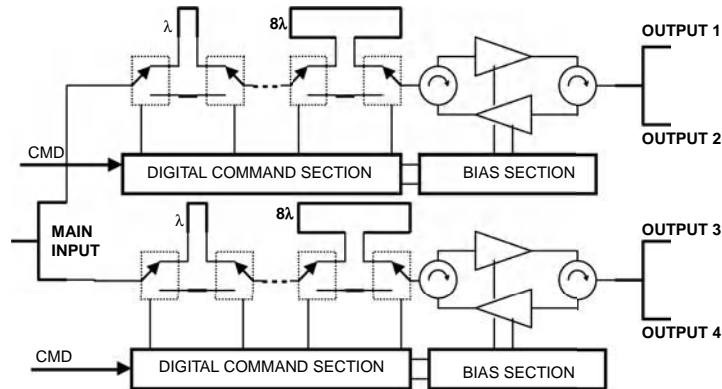 λ
8λ
OUTPUT 1
OUTPUT 2
CMD
DIGITAL COMMAND SECTION
BIAS SECTION
MAIN
INPUT
λ
8λ
OUTPUT 3
OUTPUT 4
CMD
DIGITAL COMMAND SECTION
BIAS SECTION